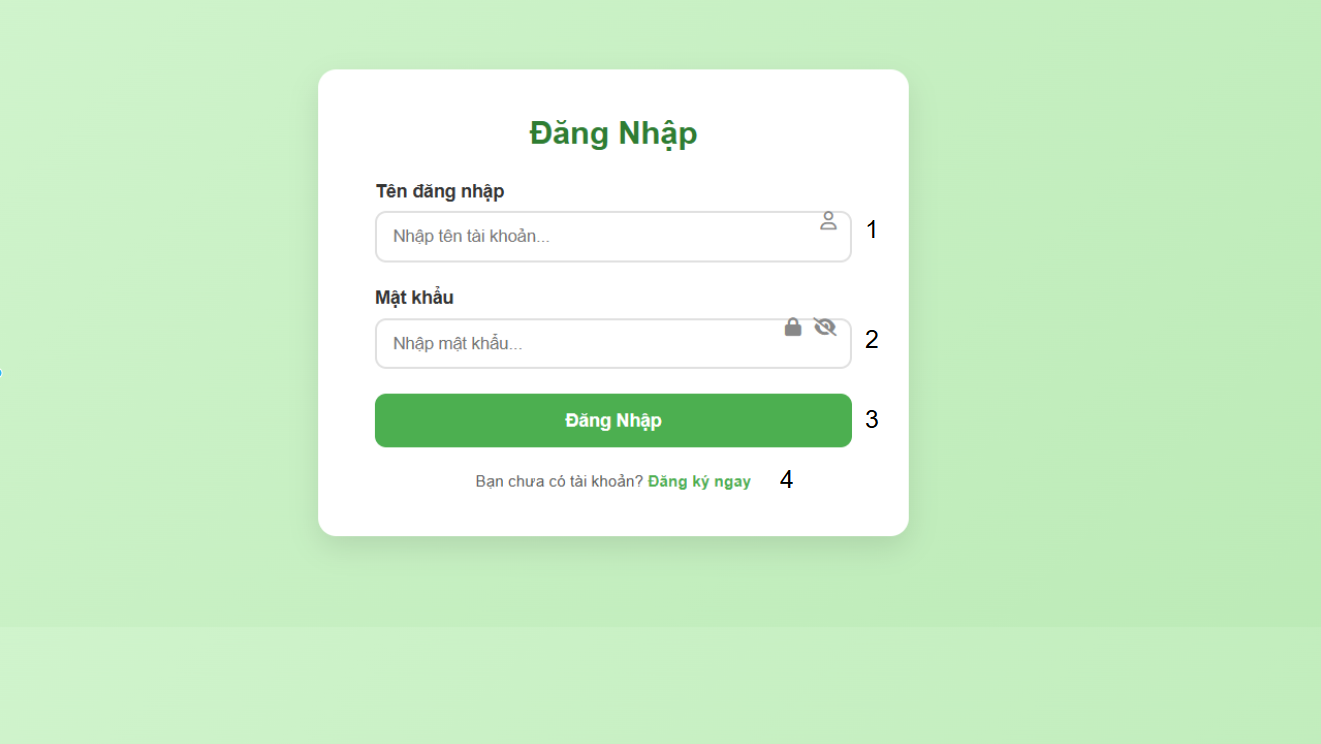 Đăng Nhập
Tên đăng nhập
Nhập tên tài khoản... 1
Mật khẩu
Nhập mật khẩu... 2
Đăng Nhập 3
Bạn chưa có tài khoản? Đăng ký ngay 4